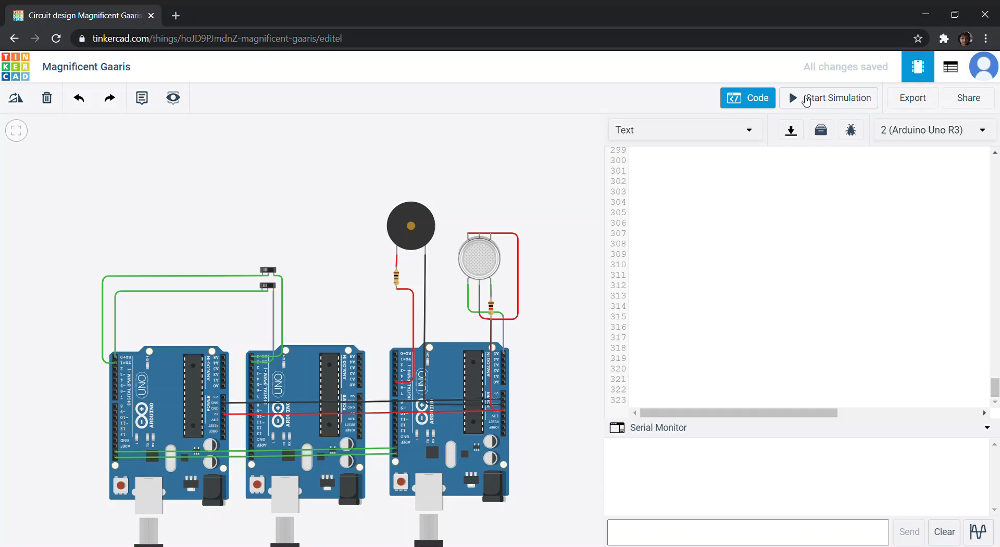 Circuit design Magnificent Gaaris
tinkercad.com/things/hoJD9PJmdnZ-magnificent-gaaris/editel
TIN
KER
CAD
Magnificent Gaaris
All changes saved
Code
Start Simulation
Export
Share
Text
2 (Arduino Uno R3)
299
300
301
302
303
304
305
306
307
308
309
310
311
312
313
314
315
316
317
318
319
320
321
322
323
Serial Monitor
Send
Clear
UNO
ARDUINO
DIGITAL (PWM~)
ANALOG IN
POWER
UNO
ARDUINO
DIGITAL (PWM~)
ANALOG IN
POWER
UNO
ARDUINO
ANALOG IN